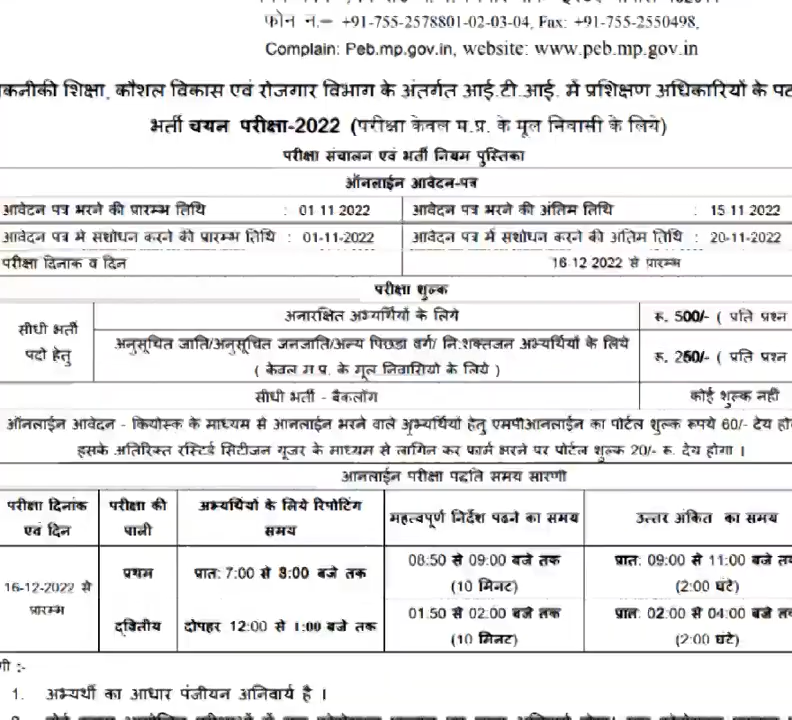 फोन न.– +91-755-2578801-02-03-04, Fax: +91-755-2550498,
Complain: Peb.mp.gov.in, website: www.peb.mp.gov.in
शिक्षा, कौशल विकास एवं रोजगार विभाग के अंतर्गत आई.टी.आई. में प्रशिक्षण अधिकारियों के
भर्ती चयन परीक्षा-2022 (परीक्षा केवल म.प्र. के मूल निवासी के लिये)
परीक्षा संचालन एवं भर्ती नियम पुस्तिका
ऑनलाईन आवेदन-पत्र
आवेदन पत्र भरने की प्रारम्भ तिथि : 01 11 2022 आवेदन पत्र भरने की अंतिम तिथि : 15 11 2022
आवेदन पत्र में संशोधन करने की प्रारम्भ तिथि : 01-11-2022 आवेदन पत्र में संशोधन करने की अंतिम तिथि : 20-11-2022
परीक्षा दिनांक व दिन 16-12 2022 से प्रारम्भ
परीक्षा शुल्क
सीधी भर्ती पदो हेतु
अनारक्षित अभ्यर्थियों के लिये रू. 500/- ( प्रति प्रश्न
अनुसूचित जाति/अनुसूचित जनजाति/अन्य पिछडा वर्ग/ नि:शक्तजन अभ्यर्थियों के लिये रू. 250/- ( प्रति प्रश्न
( केवल म.प्र. के मूल निवासियों के लिये )
सीधी भर्ती - बैकलॉग कोई शुल्क नही
ऑनलाईन आवेदन - कियोस्क के माध्यम से आनलाईन भरने वाले अभ्यर्थियों हेतु एमपीआनलाईन का पोर्टल शुल्क रूपये 60/- देय
इसके अतिरिक्त रस्टिर्ड सिटीजन यूजर के माध्यम से लागिन कर फार्म भरने पर पोर्टल शुल्क 20/- रू. देय होगा ।
आनलाईन परीक्षा पद्दति समय सारणी
परीक्षा दिनांक एवं दिन परीक्षा की पाली अभ्यर्थियों के लिये रिपोर्टिंग समय महत्वपूर्ण निर्देश पढने का समय उत्तर अंकित का समय
16-12-2022 से प्रारम्भ
प्रथम प्रात: 7:00 से 8:00 बजे तक 08:50 से 09:00 बजे तक (10 मिनट) प्रात: 09:00 से 11:00 बजे (2:00 घंटे)
दवितीय दोपहर 12:00 से 1:00 बजे तक 01.50 से 02:00 बजे तक (10 मिनट) 02:00 से 04:00 बजे (2:00 घंटे)
1. अभ्यर्थी का आधार पंजीयन अनिवार्य है ।